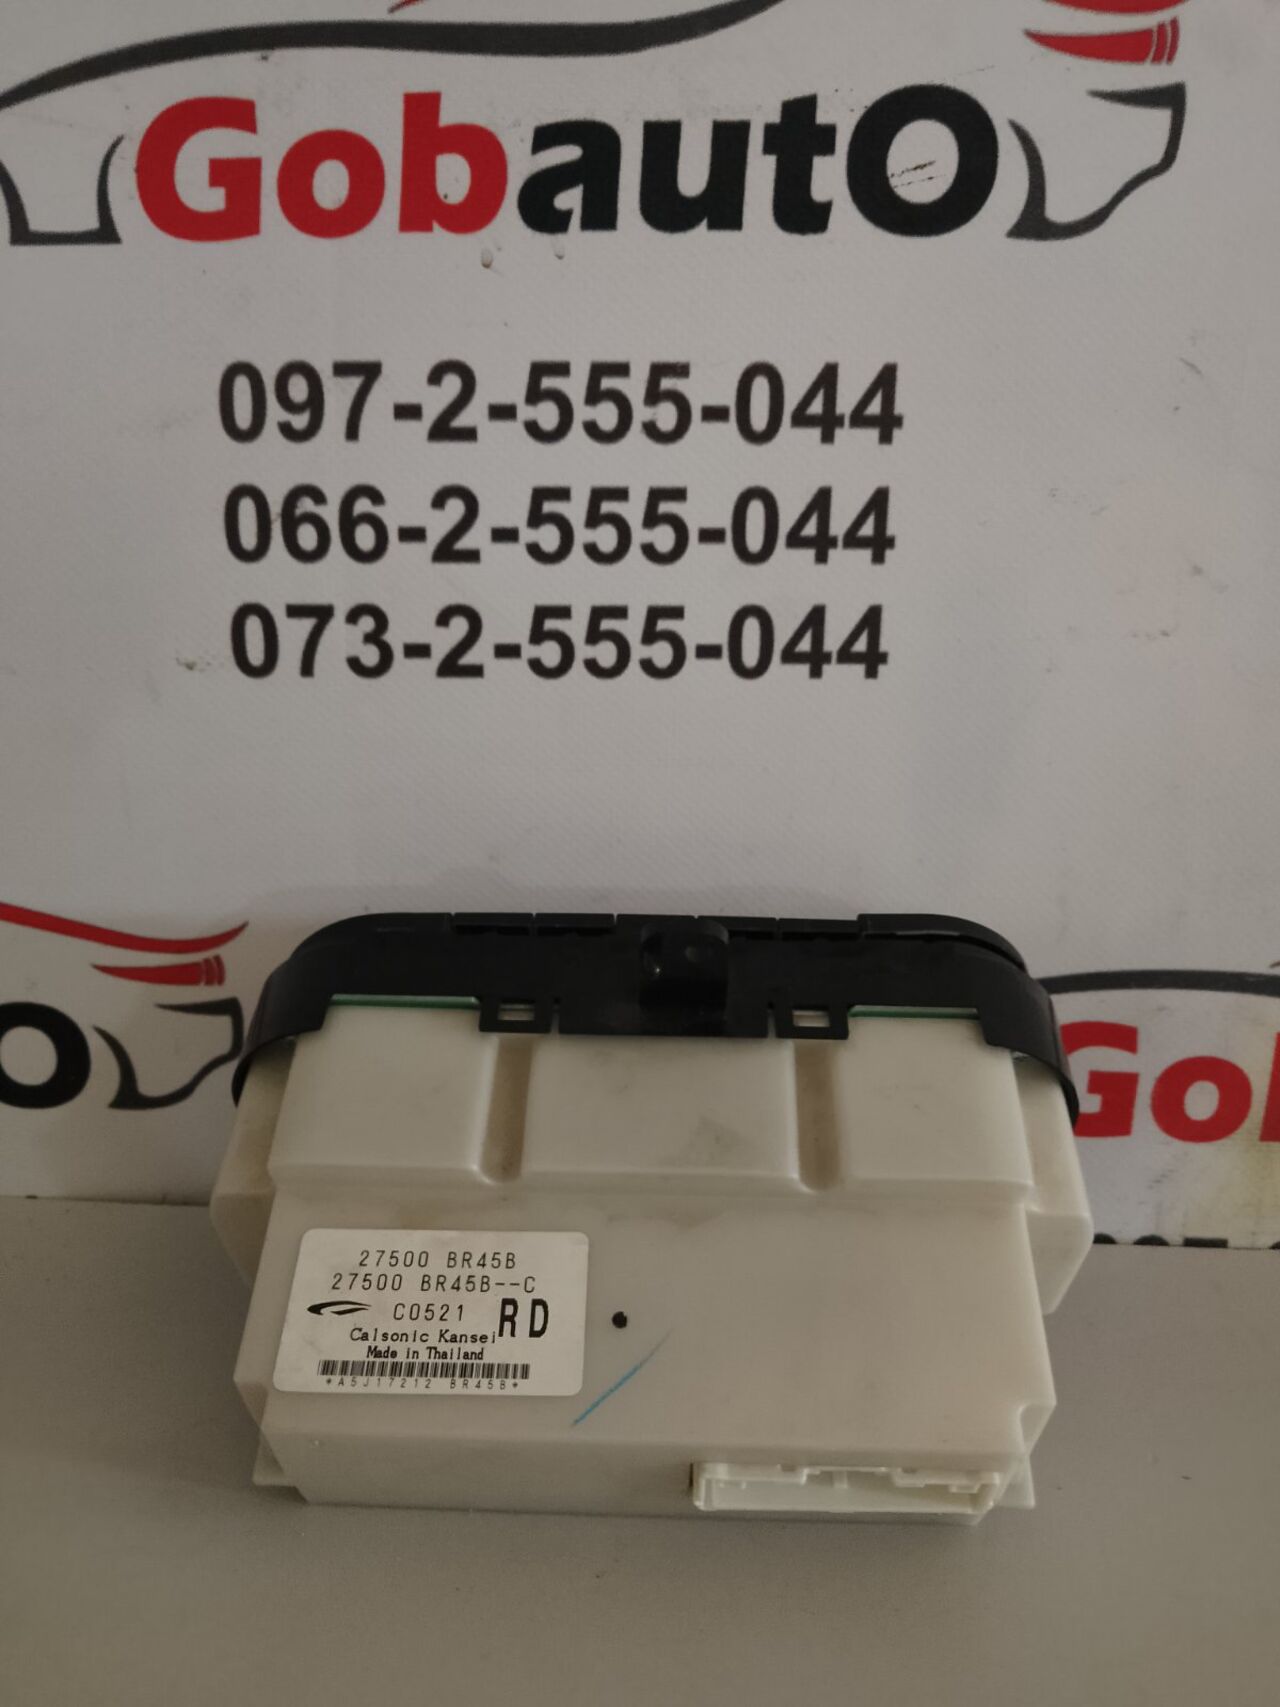 GobautO
097-2-555-044
066-2-555-044
073-2-555-044
O
Gob
27500 BR45B
27500 BR45B--C
C0521 RD
Calsonic Kansei
Made in Thailand
*A5J17212 BR45B*